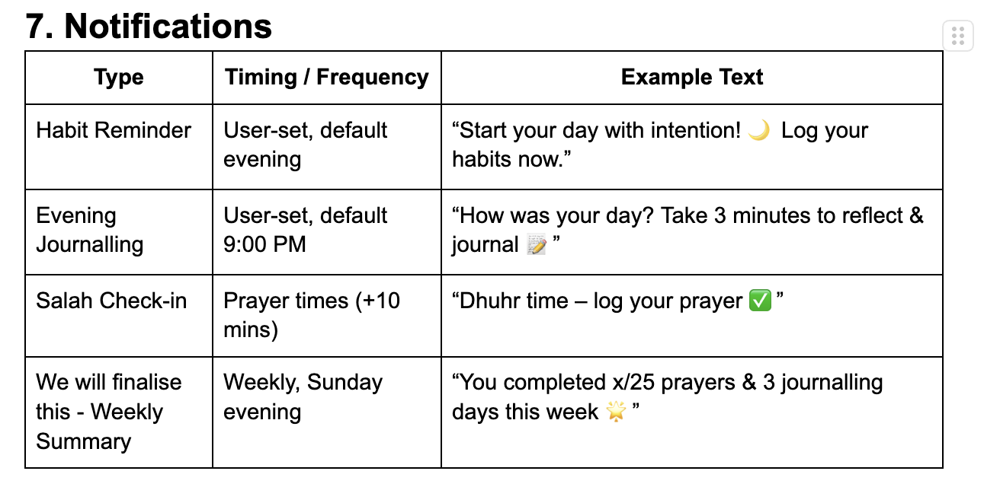 7. Notifications
Type
Timing / Frequency
Example Text
Habit Reminder
User-set, default
evening
“Start your day with intention! 🌙 Log your
habits now.”
Evening
Journalling
User-set, default
9:00 PM
“How was your day? Take 3 minutes to reflect &
journal 📝 ”
Salah Check-in
Prayer times (+10
mins)
“Dhuhr time – log your prayer ✅ ”
We will finalise
this - Weekly
Summary
Weekly, Sunday
evening
“You completed x/25 prayers & 3 journalling
days this week 🌟 ”